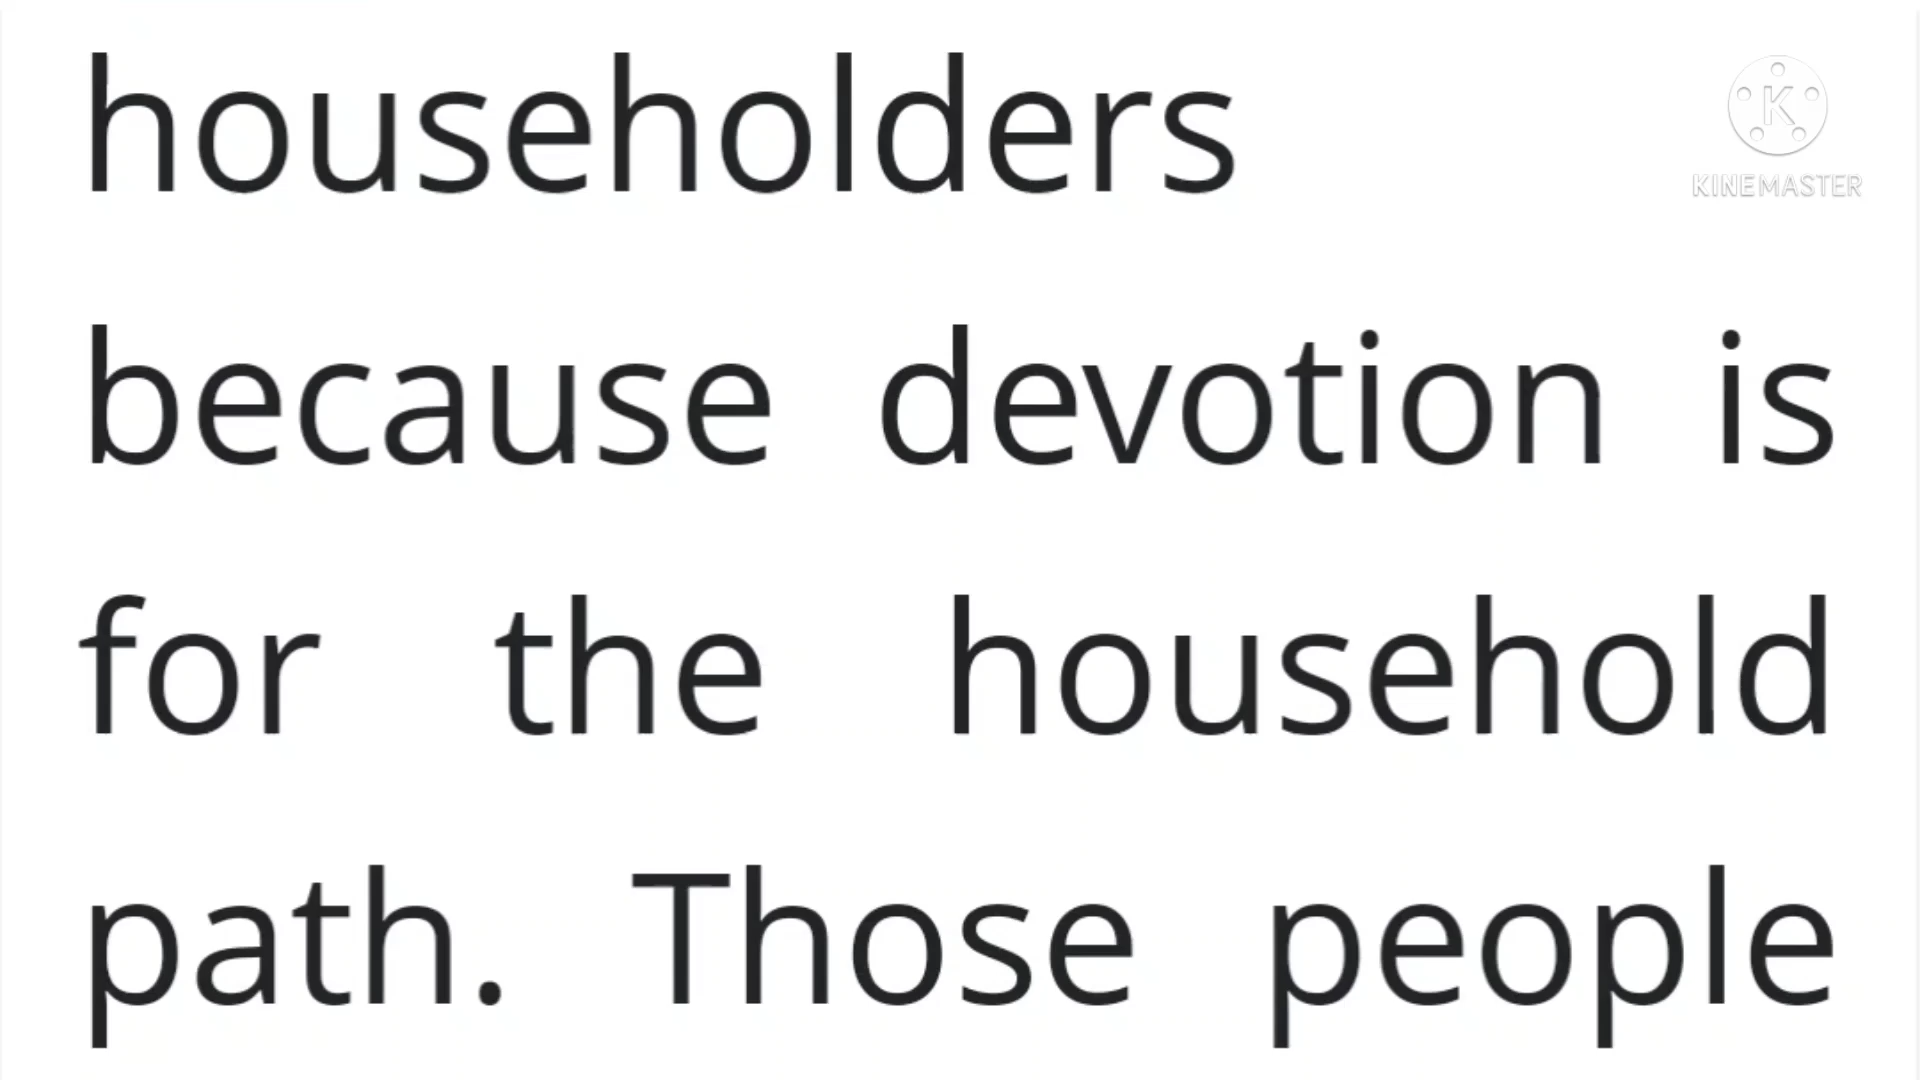 householders
because devotion is
for the household
path. Those people
K
KINEMASTER